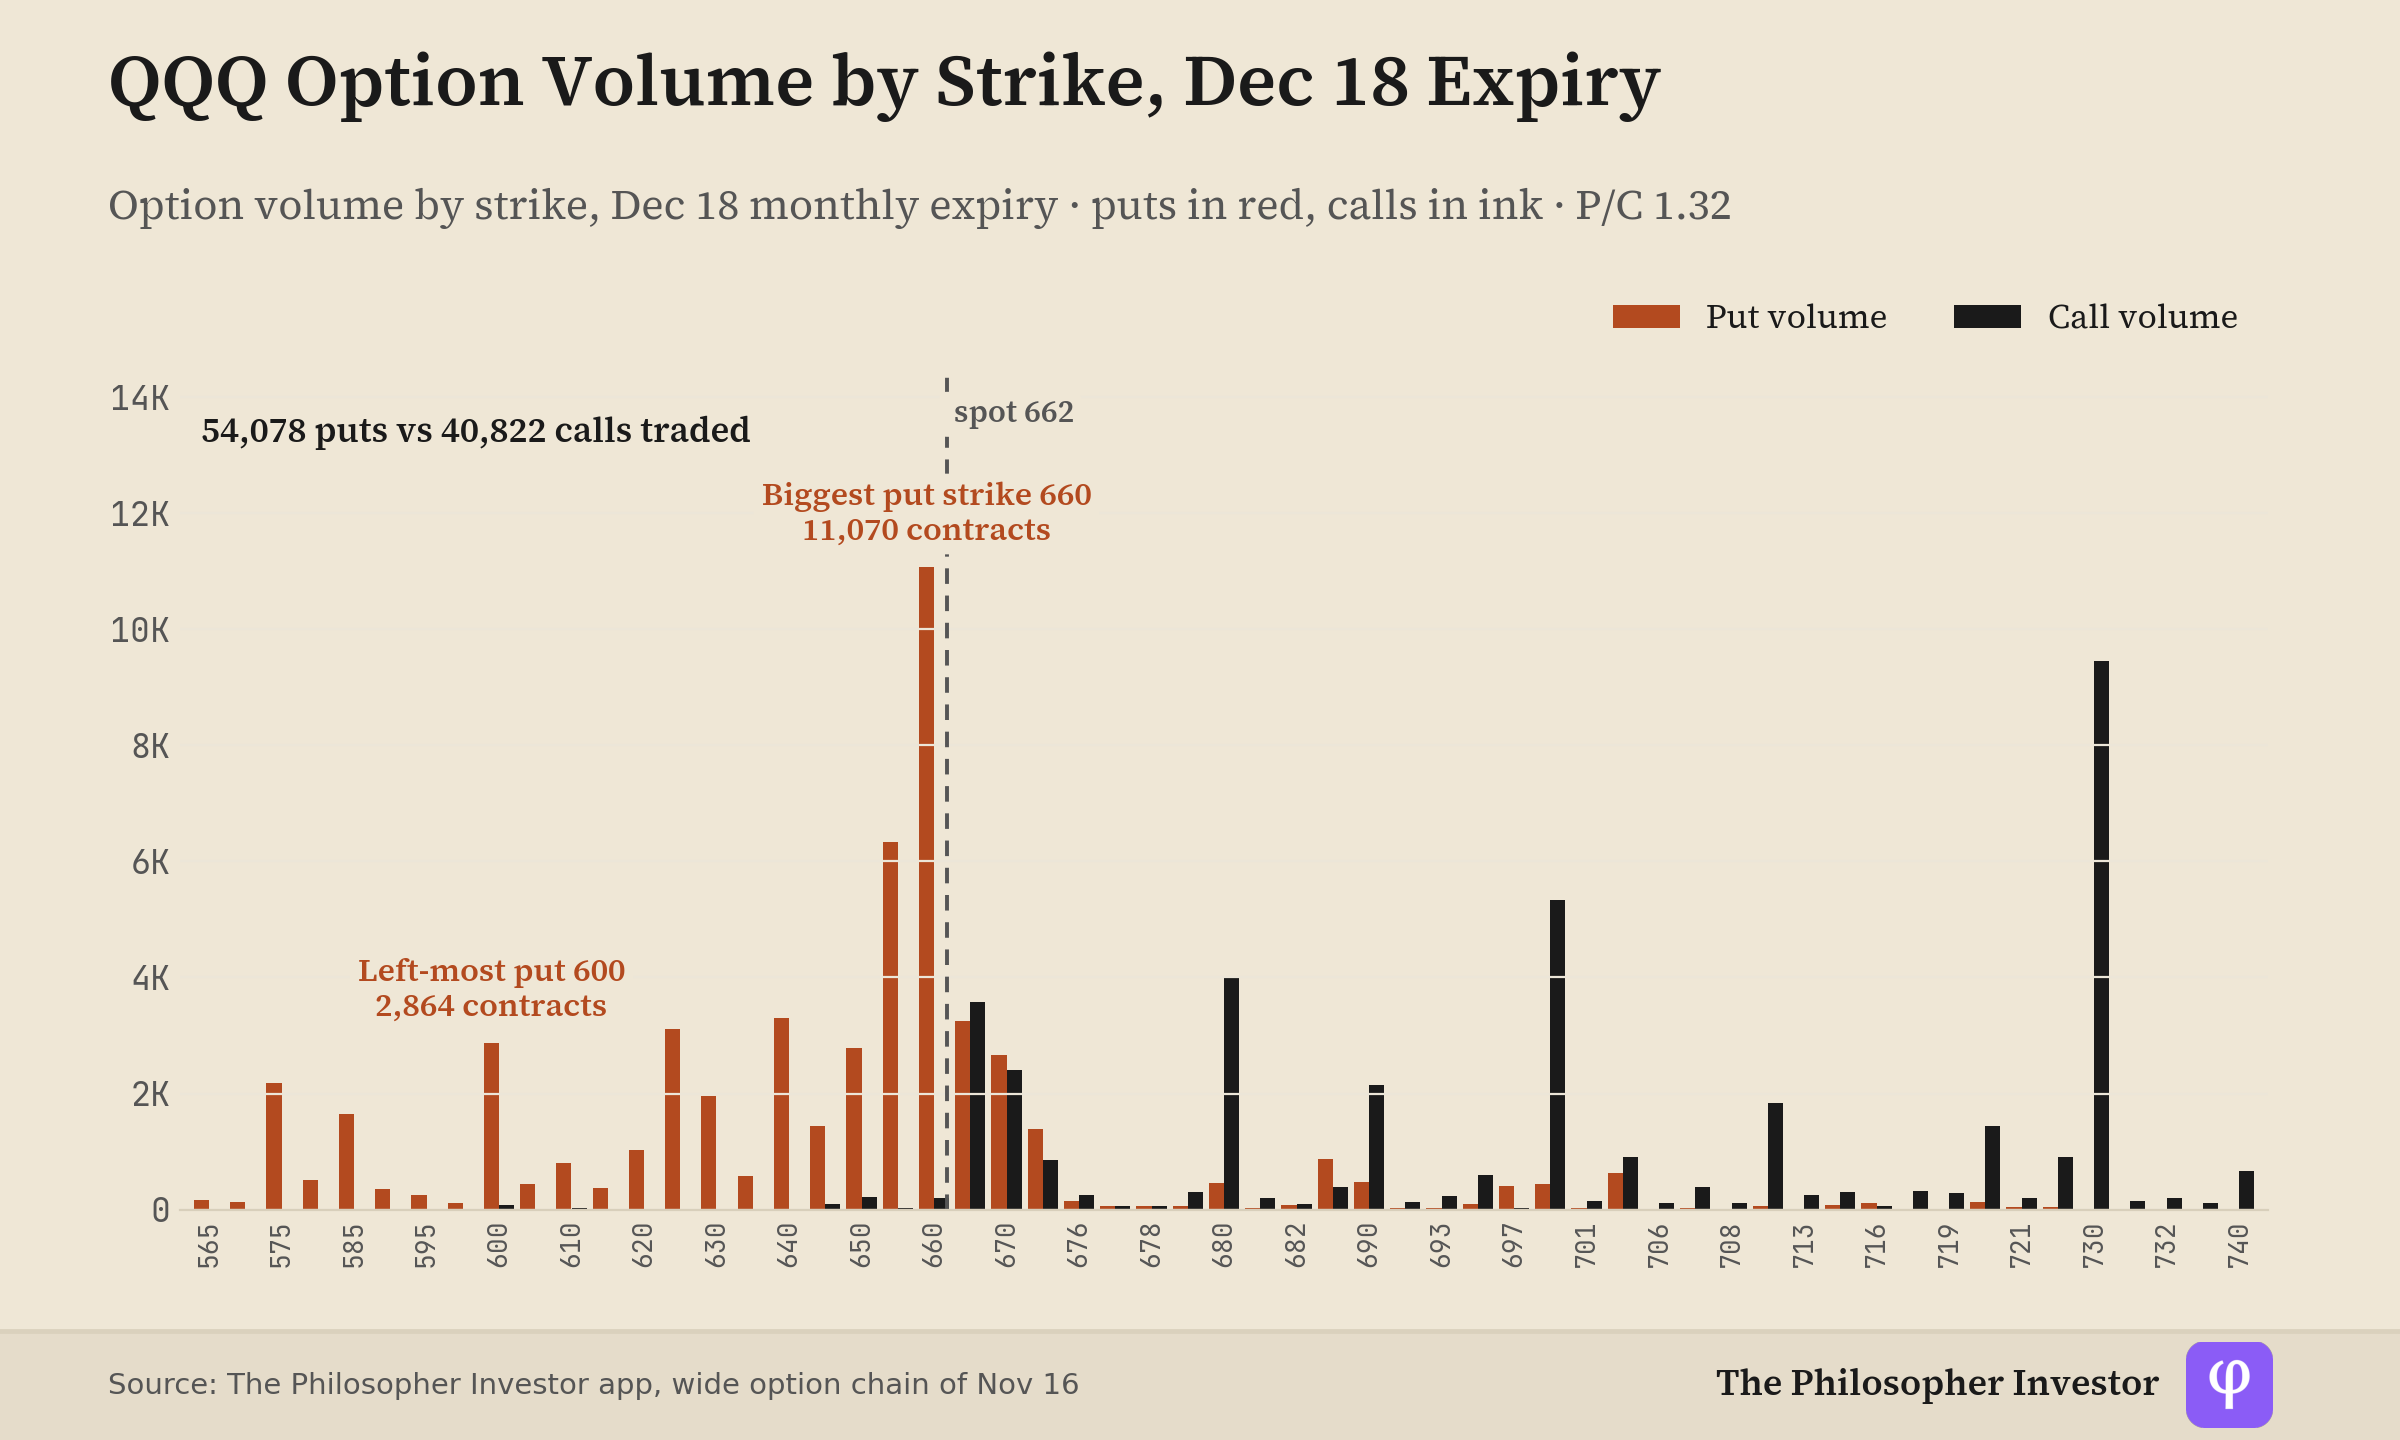 QQQ Option Volume by Strike, Dec 18 Expiry
Option volume by strike, Dec 18 monthly expiry · puts in red, calls in ink · P/C 1.32
Put volume
Call volume
14K
12K
10K
8K
6K
4K
2K
0
54,078 puts vs 40,822 calls traded
spot 662
Biggest put strike 660
11,070 contracts
Left-most put 600
2,864 contracts
565
575
585
595
600
610
620
630
640
650
660
670
676
678
680
682
690
693
697
701
706
708
713
716
719
721
730
732
740
Source: The Philosopher Investor app, wide option chain of Nov 16
The Philosopher Investor
φ